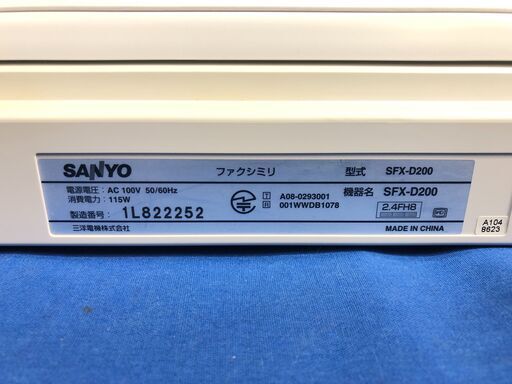 SANYO ファクシミリ 型式 SFX-D200
電源電圧：AC 100V 50/60Hz
消費電力：115W
製造番号：1L822252
三洋電機株式会社
T A08-0293001
R 001WWDB1078
機器名 SFX-D200
2.4FH8
MADE IN CHINA
A104
8623